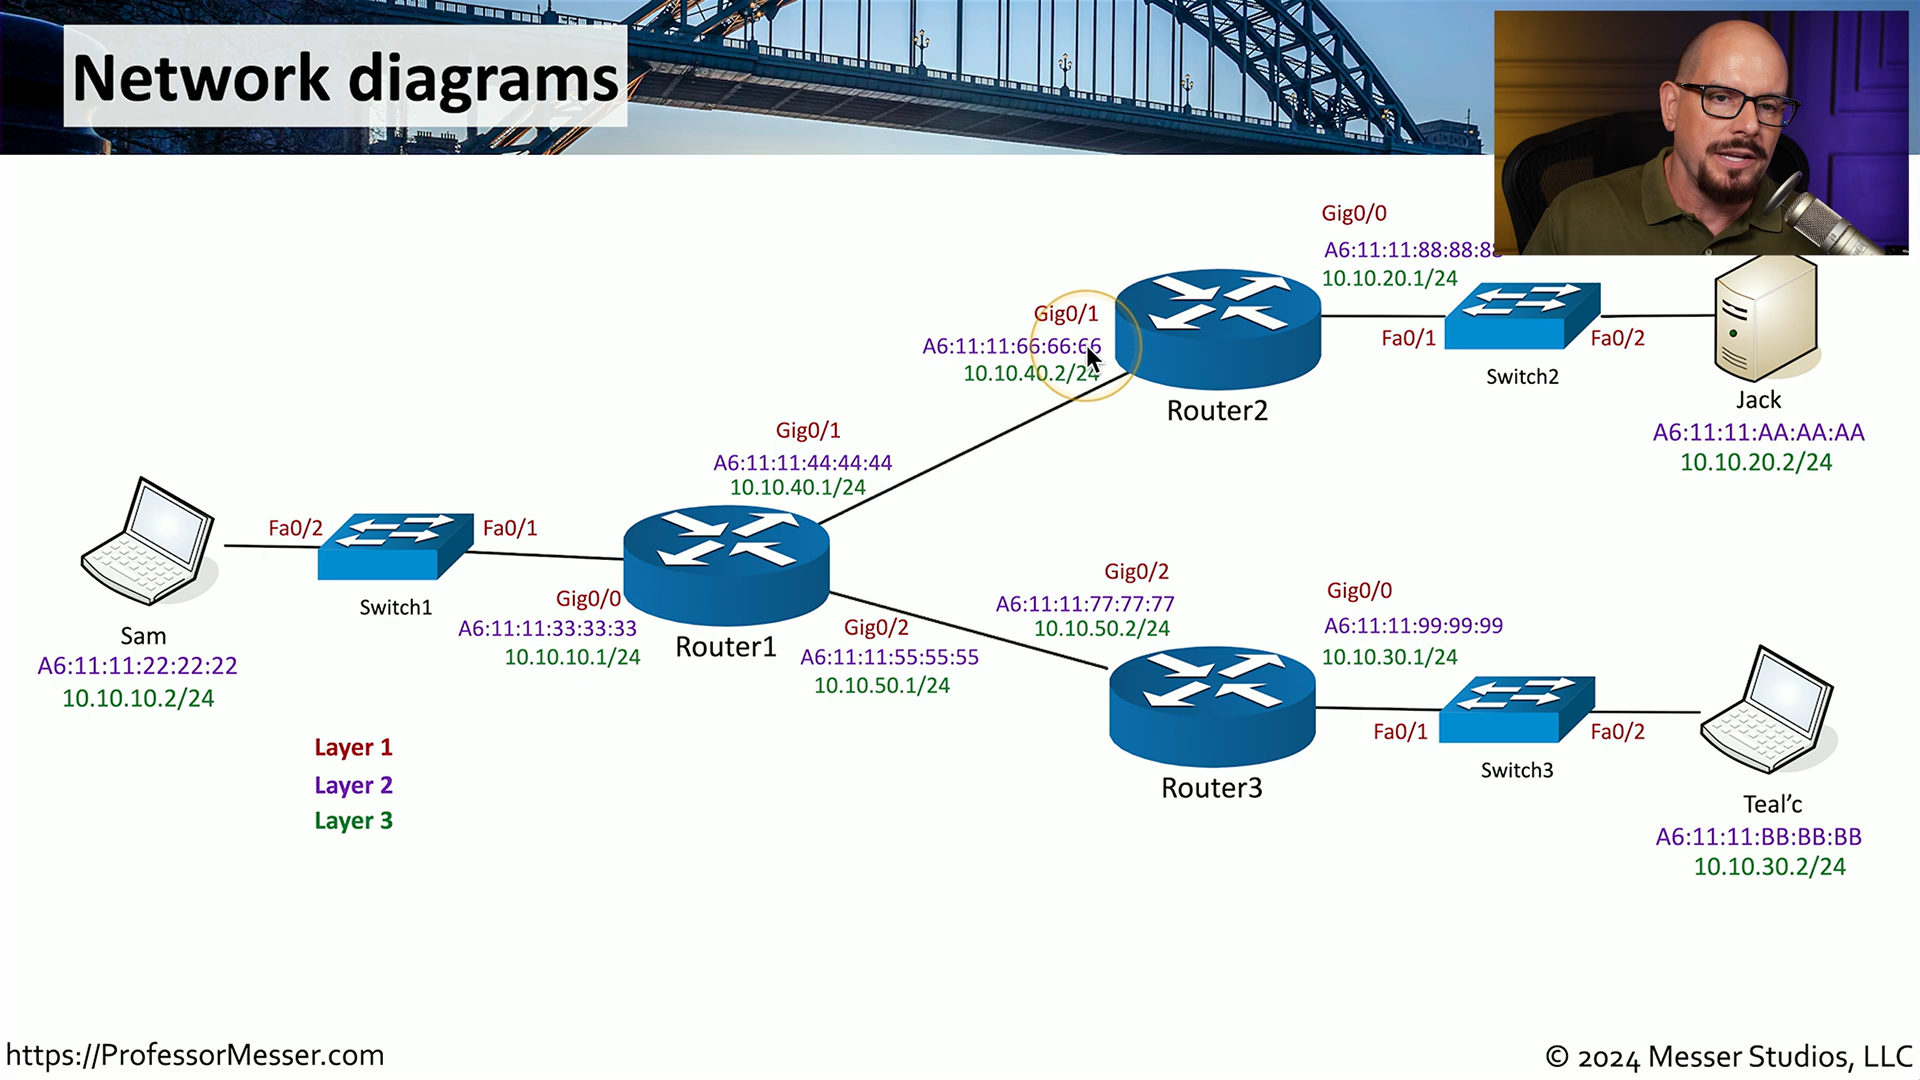 Network diagrams
Gig0/0
A6:11:11:88:88:8
10.10.20.1/24
Gig0/1
A6:11:11:66:66:66
10.10.40.2/24
Router2
Fa0/1
Fa0/2
Switch2
Jack
A6:11:11:AA:AA:AA
10.10.20.2/24
Gig0/1
A6:11:11:44:44:44
10.10.40.1/24
Fa0/2
Fa0/1
Switch1
Sam
A6:11:11:22:22:22
10.10.10.2/24
Gig0/0
A6:11:11:33:33:33
10.10.10.1/24
Router1
Gig0/2
A6:11:11:55:55:55
10.10.50.1/24
Gig0/2
A6:11:11:77:77:77
10.10.50.2/24
Router3
Gig0/0
A6:11:11:99:99:99
10.10.30.1/24
Fa0/1
Fa0/2
Switch3
Teal’c
A6:11:11:BB:BB:BB
10.10.30.2/24
Layer 1
Layer 2
Layer 3
https://ProfessorMesser.com
© 2024 Messer Studios, LLC